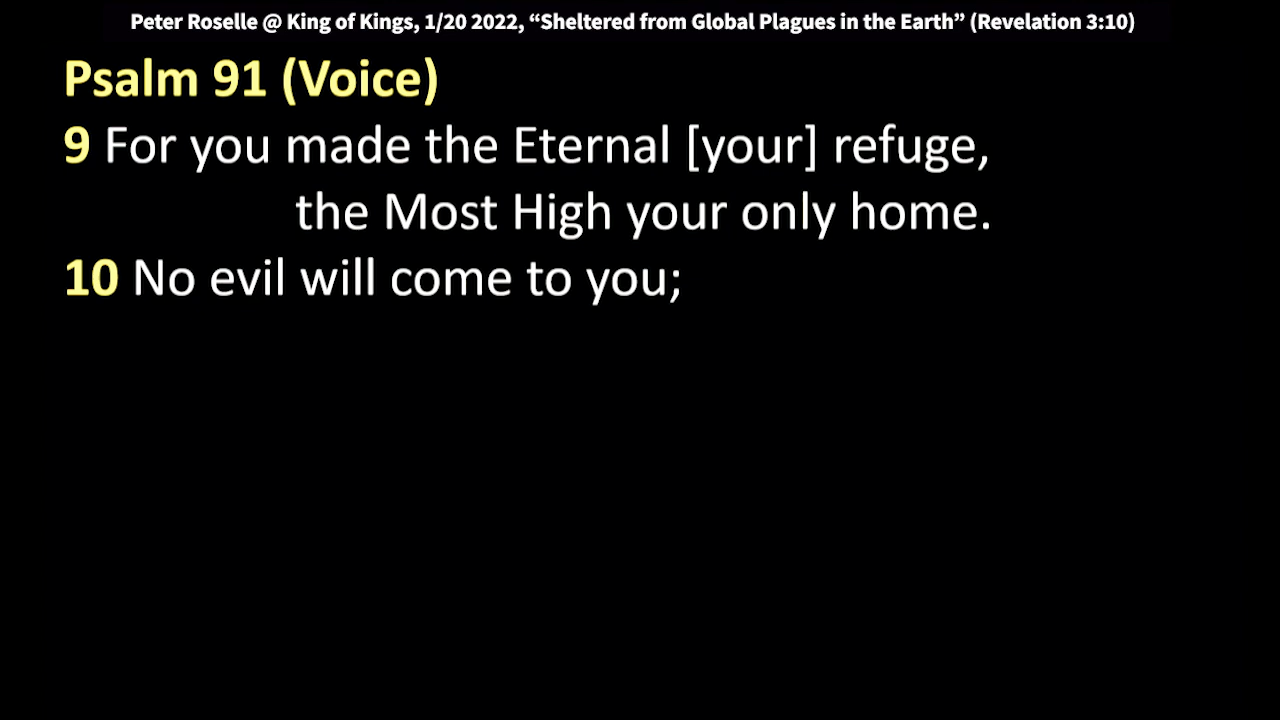 Peter Roselle @ King of Kings, 1/20 2022, “Sheltered from Global Plagues in the Earth” (Revelation 3:10)
Psalm 91 (Voice)
9 For you made the Eternal [your] refuge,
the Most High your only home.
10 No evil will come to you;